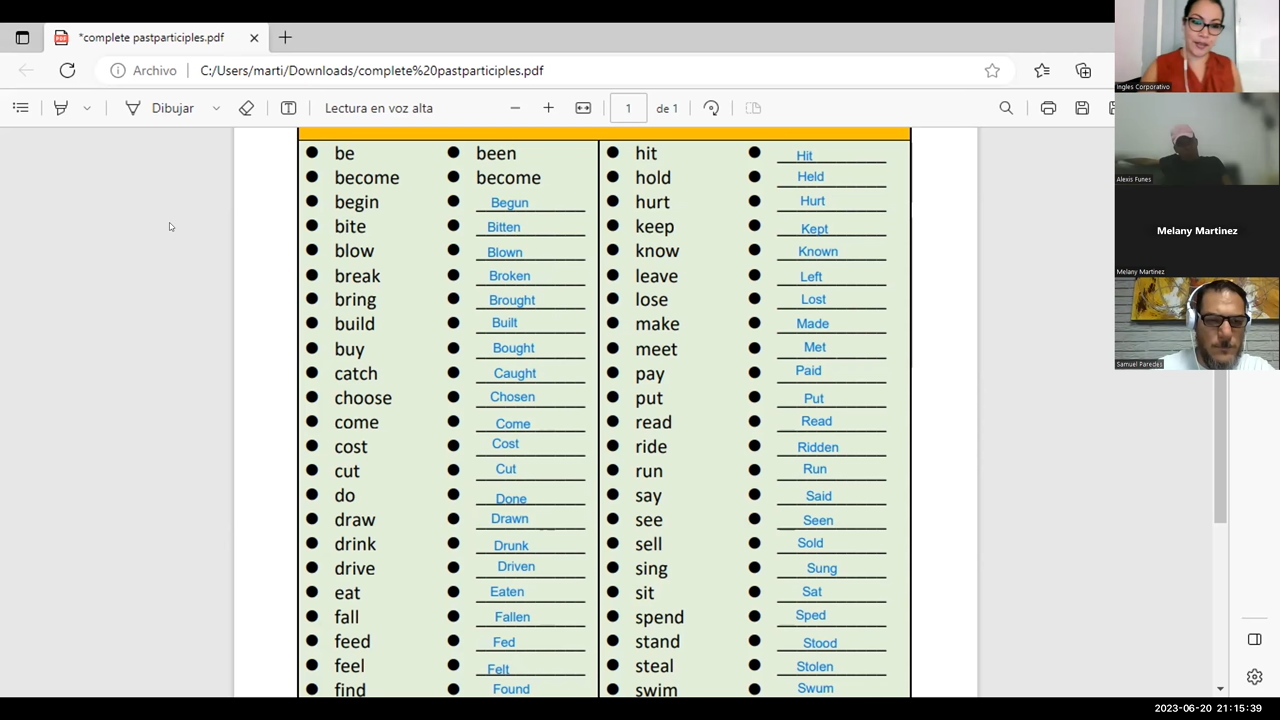 *complete pastparticiples.pdf
Archivo C:/Users/marti/Downloads/complete%20pastparticiples.pdf
Dibujar Lectura en voz alta 1 de 1
be been hit Hit
become become hold Held
begin Begun hurt Hurt
bite Bitten keep Kept
blow Blown know Known
break Broken leave Left
bring Brought lose Lost
build Built make Made
buy Bought meet Met
catch Caught pay Paid
choose Chosen put Put
come Come read Read
cost Cost ride Ridden
cut Cut run Run
do Done say Said
draw Drawn see Seen
drink Drunk sell Sold
drive Driven sing Sung
eat Eaten sit Sat
fall Fallen spend Sped
feed Fed stand Stood
feel Felt steal Stolen
find Found swim Swum
Ingles Corporativo
Alexis Funes
Melany Martinez
Melany Martinez
Samuel Paredes
2023-06-20 21:15:39